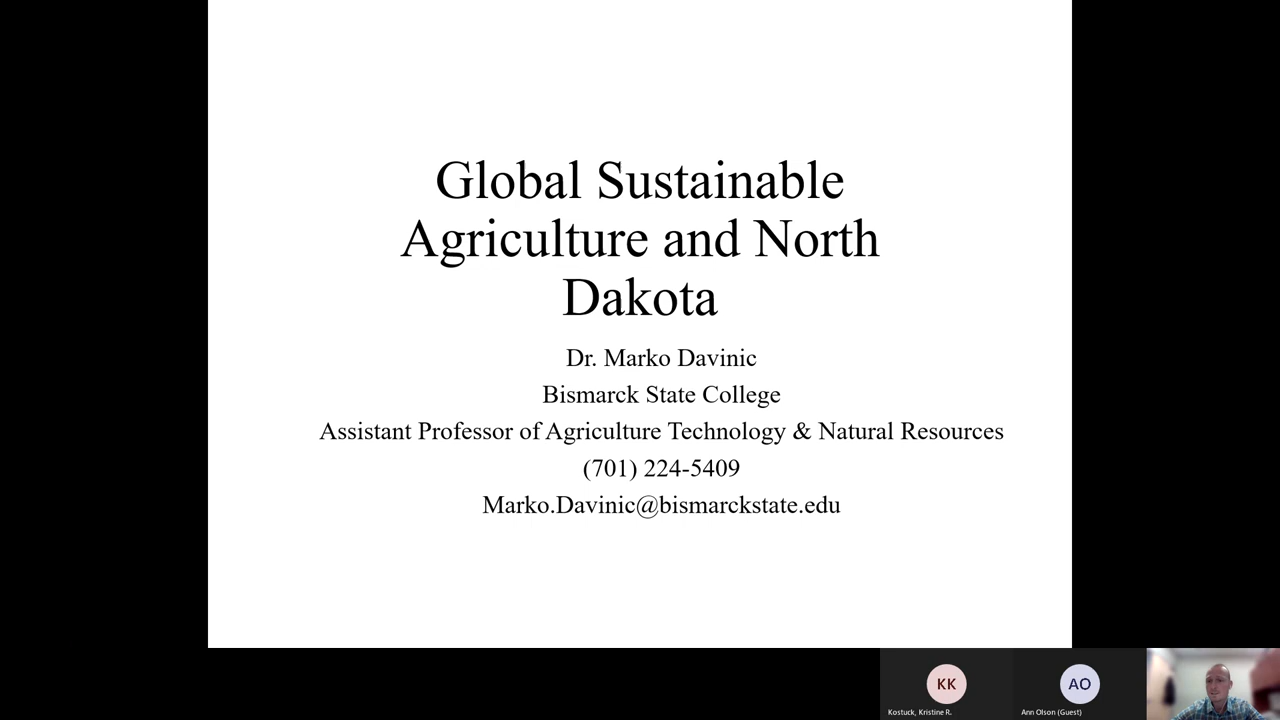 Global Sustainable
Agriculture and North
Dakota
Dr. Marko Davinic
Bismarck State College
Assistant Professor of Agriculture Technology & Natural Resources
(701) 224-5409
Marko.Davinic@bismarckstate.edu
KK
AO
Kostuck, Kristine R.
Ann Olson (Guest)